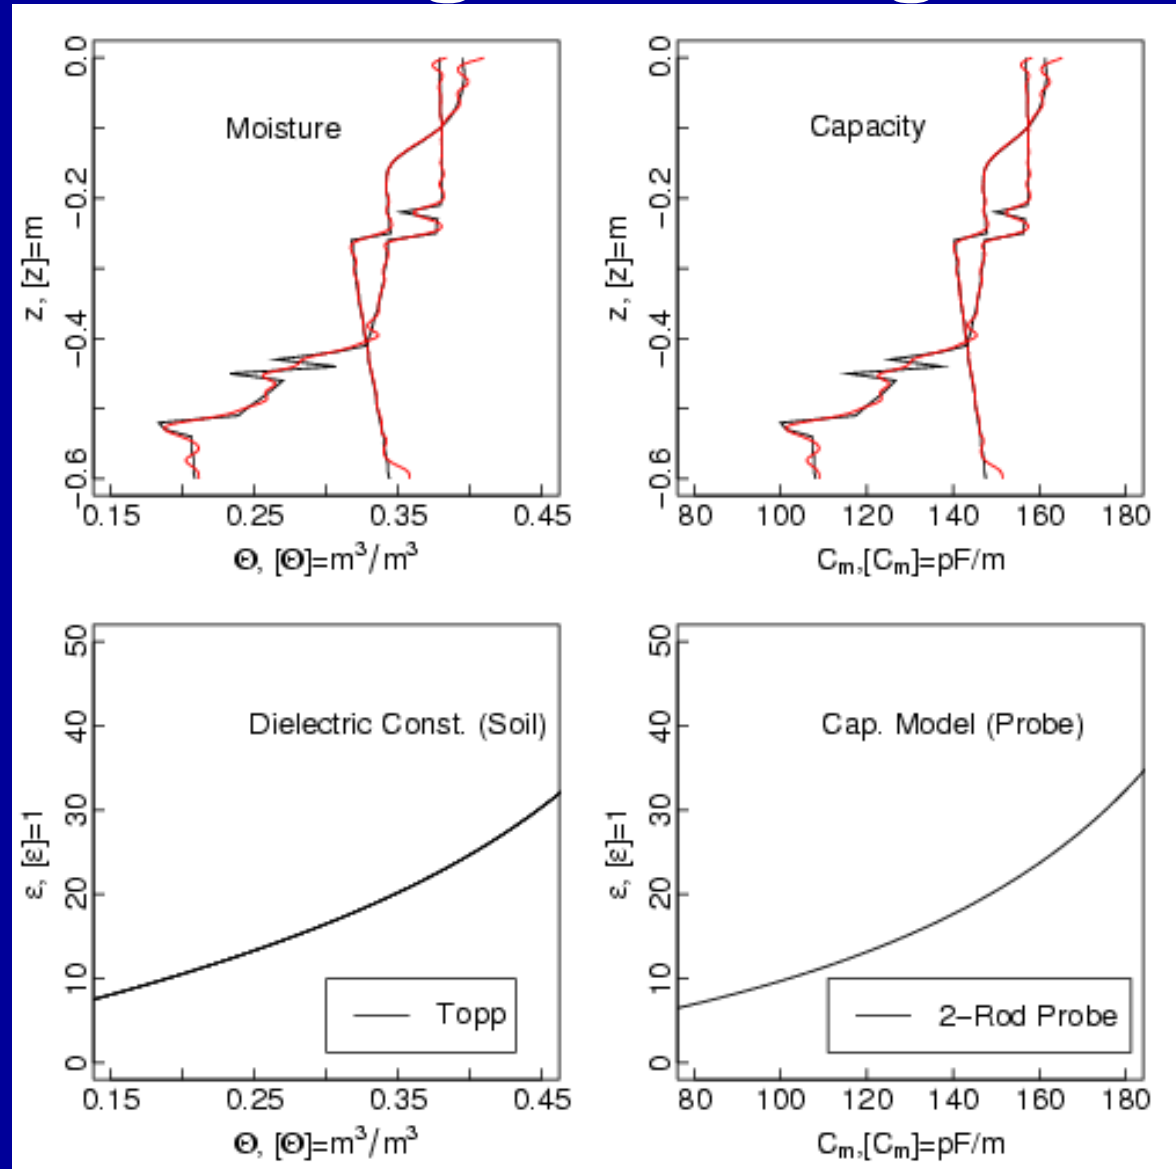 Moisture
0.0
−0.2
−0.4
−0.6
z, [z]=m
0.15 0.25 0.35 0.45
Θ, [Θ]=m³/m³
Capacity
0.0
−0.2
−0.4
−0.6
z, [z]=m
80 100 120 140 160 180
Cₘ,[Cₘ]=pF/m
50
40
30
20
10
0
ε, [ε]=1
Dielectric Const. (Soil)
Topp
0.15 0.25 0.35 0.45
Θ, [Θ]=m³/m³
50
40
30
20
10
0
ε, [ε]=1
Cap. Model (Probe)
2−Rod Probe
80 100 120 140 160 180
Cₘ,[Cₘ]=pF/m